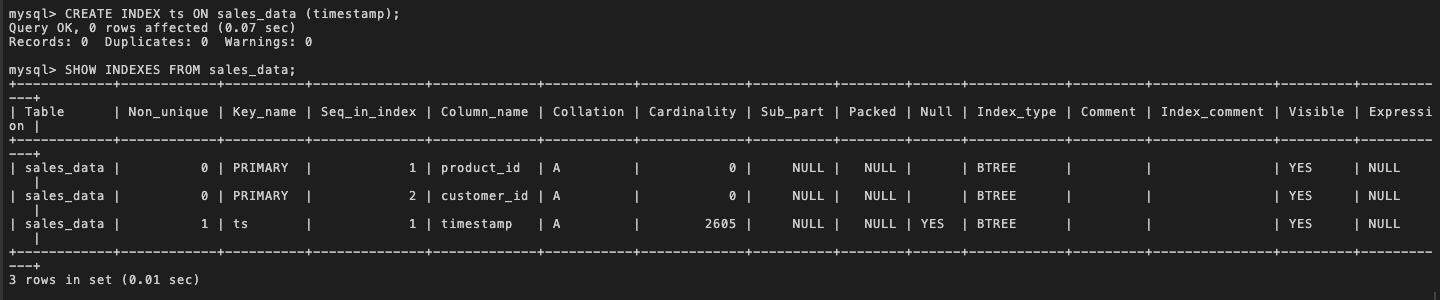 mysql> CREATE INDEX ts ON sales_data (timestamp);
Query OK, 0 rows affected (0.07 sec)
Records: 0  Duplicates: 0  Warnings: 0

mysql> SHOW INDEXES FROM sales_data;
+------------+------------+----------+--------------+-------------+-----------+-------------+----------+--------+------+------------+---------+---------------+---------+---------
---+
| Table      | Non_unique | Key_name | Seq_in_index | Column_name | Collation | Cardinality | Sub_part | Packed | Null | Index_type | Comment | Index_comment | Visible | Expressi
on |
+------------+------------+----------+--------------+-------------+-----------+-------------+----------+--------+------+------------+---------+---------------+---------+---------
---+
| sales_data |          0 | PRIMARY  |            1 | product_id  | A         |           0 |     NULL |   NULL |      | BTREE      |         |               | YES     | NULL
   |
| sales_data |          0 | PRIMARY  |            2 | customer_id | A         |           0 |     NULL |   NULL |      | BTREE      |         |               | YES     | NULL
   |
| sales_data |          1 | ts       |            1 | timestamp   | A         |        2605 |     NULL |   NULL | YES  | BTREE      |         |               | YES     | NULL
   |
+------------+------------+----------+--------------+-------------+-----------+-------------+----------+--------+------+------------+---------+---------------+---------+---------
---+
3 rows in set (0.01 sec)